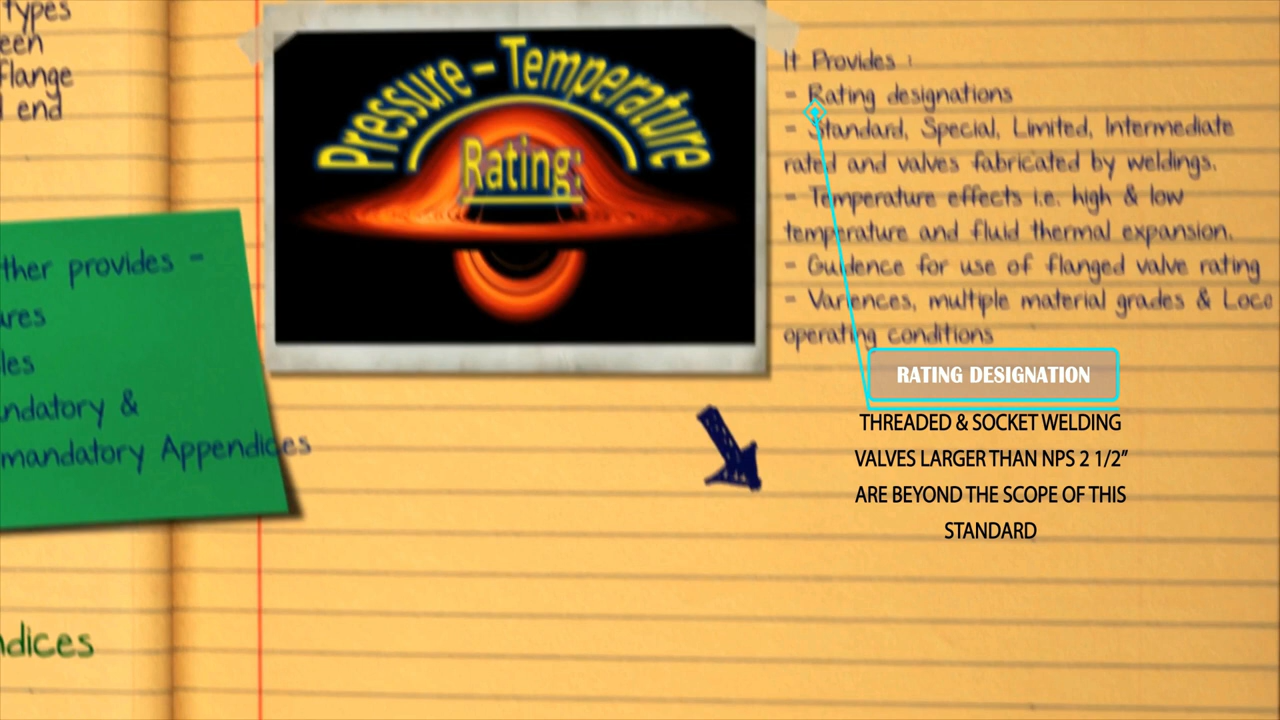 types
een
flange
end
ther provides -
ures
les
ndatory &
mandatory Appendices
ndices
Pressure - Temperature
Rating:
It Provides :
- Rating designations
- Standard, Special, Limited, Intermediate
rated and valves fabricated by weldings.
- Temperature effects i.e. high & low
temperature and fluid thermal expansion.
- Guidence for use of flanged valve rating
- Variences, multiple material grades & Loca
operating conditions
RATING DESIGNATION
THREADED & SOCKET WELDING
VALVES LARGER THAN NPS 2 1/2”
ARE BEYOND THE SCOPE OF THIS
STANDARD